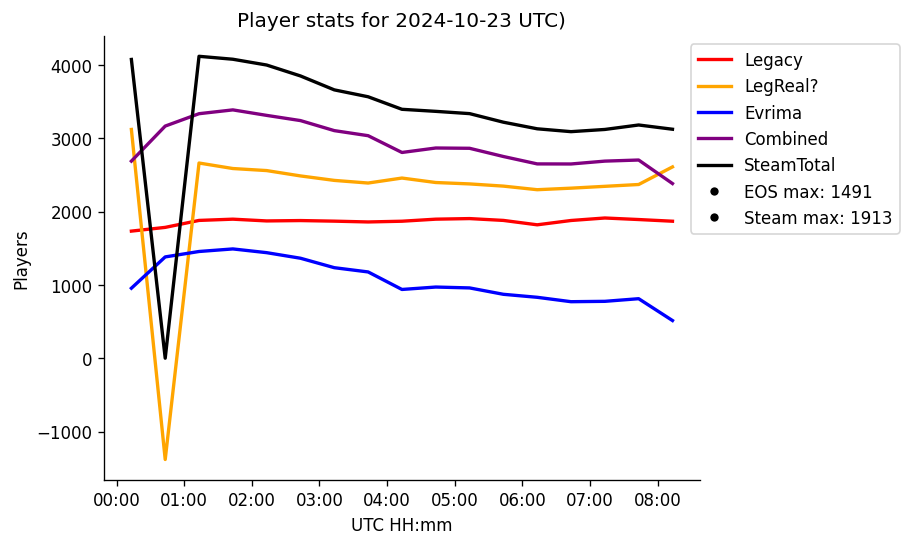 Player stats for 2024-10-23 UTC)
Players
4000
3000
2000
1000
0
−1000
00:00 01:00 02:00 03:00 04:00 05:00 06:00 07:00 08:00
UTC HH:mm
Legacy
LegReal?
Evrima
Combined
SteamTotal
EOS max: 1491
Steam max: 1913